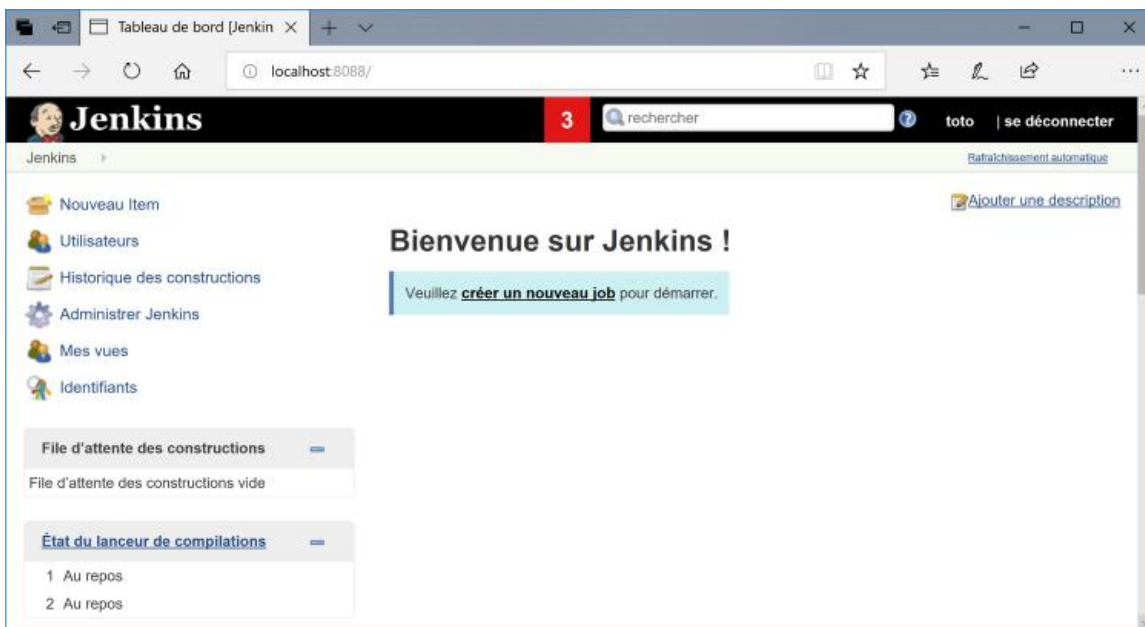 Tableau de bord [Jenkin
localhost:8088/
Jenkins
3
rechercher
toto
| se déconnecter
Jenkins
Rafraîchissement automatique
Nouveau Item
Utilisateurs
Historique des constructions
Administrer Jenkins
Mes vues
Identifiants
Ajouter une description
Bienvenue sur Jenkins !
Veuillez créer un nouveau job pour démarrer.
File d'attente des constructions
File d'attente des constructions vide
État du lanceur de compilations
1 Au repos
2 Au repos